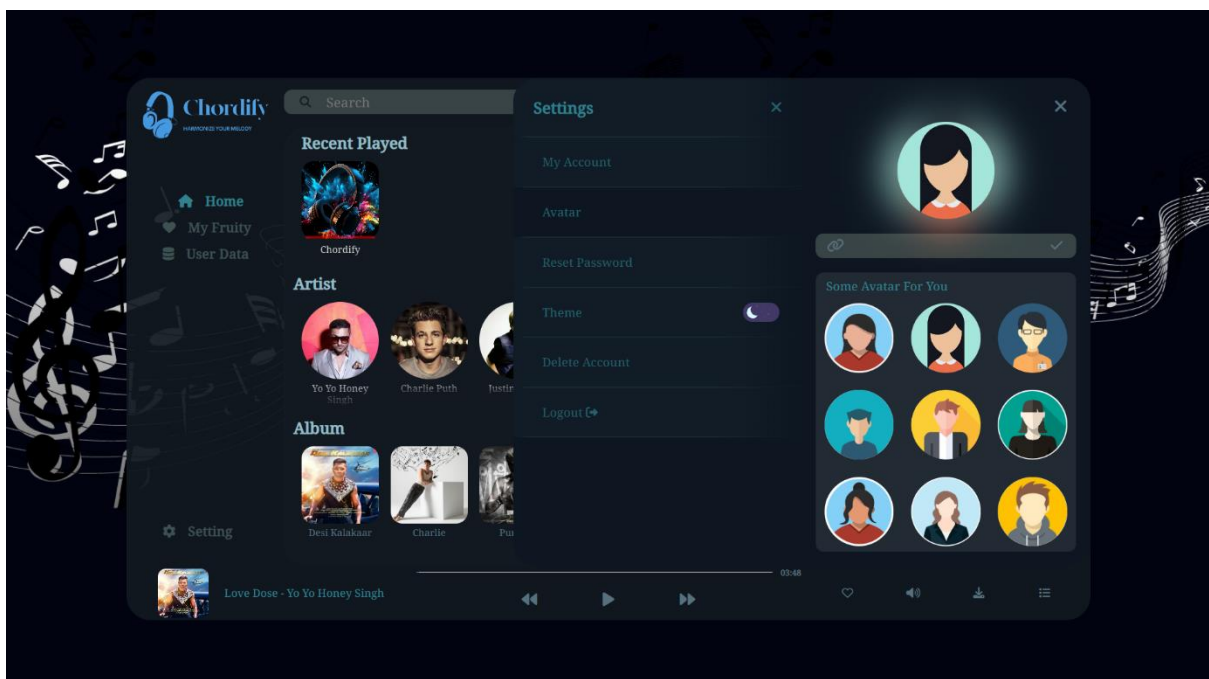 Chordify
HARMONIZE YOUR MELODY
Home
My Fruity
User Data
Setting
Search
Recent Played
Chordify
Artist
Yo Yo Honey
Singh
Charlie Puth
Justin
Album
Desi Kalakaar
Charlie
Settings
My Account
Avatar
Reset Password
Theme
Delete Account
Logout
Some Avatar For You
Love Dose - Yo Yo Honey Singh
03:48